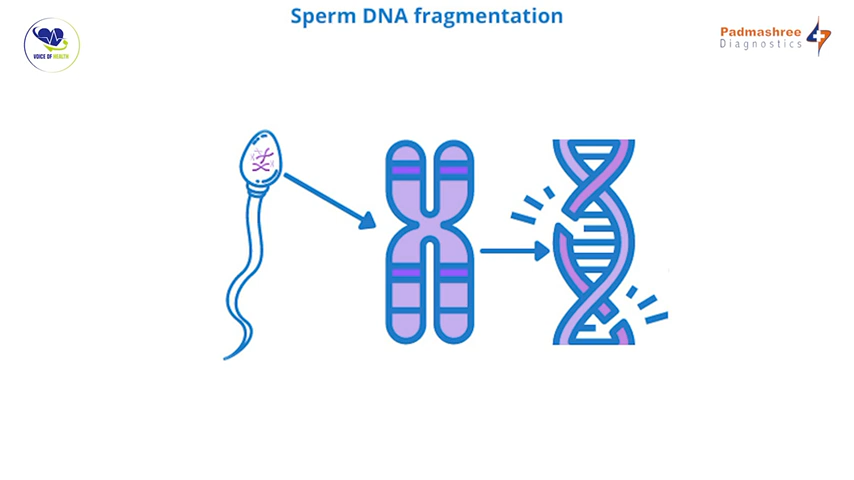 Sperm DNA fragmentation
VOICE OF HEALTH
Padmashree
Diagnostics